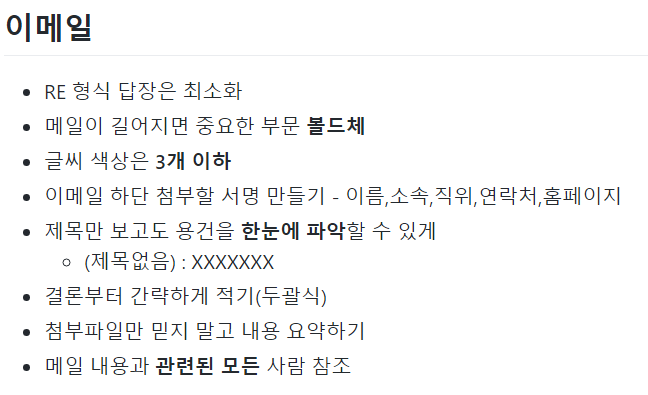 이메일
RE 형식 답장은 최소화
메일이 길어지면 중요한 부문 볼드체
글씨 색상은 3개 이하
이메일 하단 첨부할 서명 만들기 - 이름,소속,직위,연락처,홈페이지
제목만 보고도 용건을 한눈에 파악할 수 있게
(제목없음) : XXXXXXX
결론부터 간략하게 적기(두괄식)
첨부파일만 믿지 말고 내용 요약하기
메일 내용과 관련된 모든 사람 참조